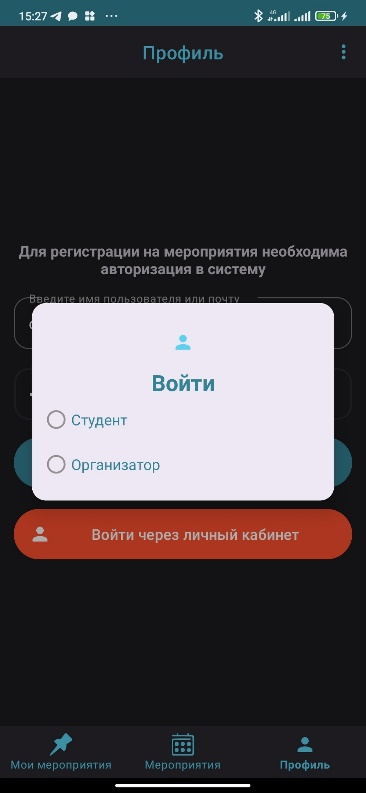 15:27
4G
75
Профиль
Для регистрации на мероприятия необходима
авторизация в систему
Введите имя пользователя или почту
Войти
Студент
Организатор
Войти через личный кабинет
Мои мероприятия
Мероприятия
Профиль